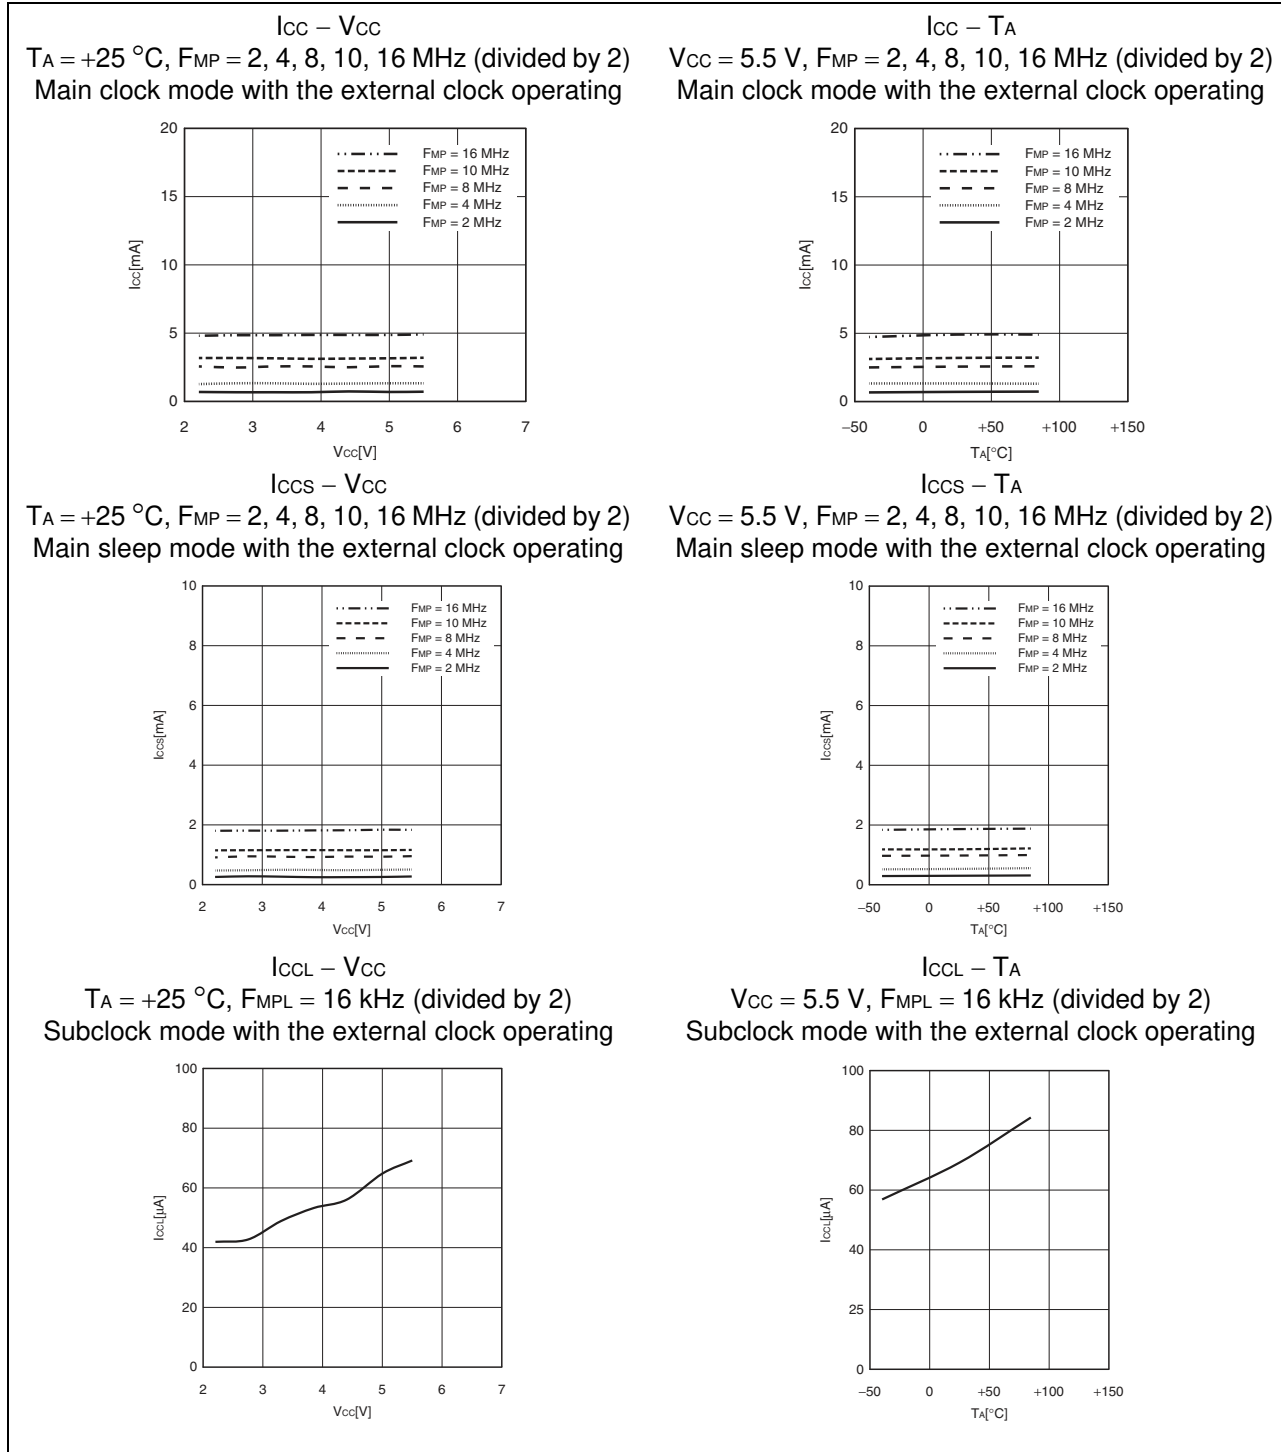 ICC − VCC
TA = +25 °C, FMP = 2, 4, 8, 10, 16 MHz (divided by 2)
Main clock mode with the external clock operating
20
15
10
5
0
ICC[mA]
FMP = 16 MHz
FMP = 10 MHz
FMP = 8 MHz
FMP = 4 MHz
FMP = 2 MHz
2 3 4 5 6 7
VCC[V]
ICC − TA
VCC = 5.5 V, FMP = 2, 4, 8, 10, 16 MHz (divided by 2)
Main clock mode with the external clock operating
20
15
10
5
0
ICC[mA]
FMP = 16 MHz
FMP = 10 MHz
FMP = 8 MHz
FMP = 4 MHz
FMP = 2 MHz
−50 0 +50 +100 +150
TA[°C]
ICCS − VCC
TA = +25 °C, FMP = 2, 4, 8, 10, 16 MHz (divided by 2)
Main sleep mode with the external clock operating
10
8
6
4
2
0
ICCS[mA]
FMP = 16 MHz
FMP = 10 MHz
FMP = 8 MHz
FMP = 4 MHz
FMP = 2 MHz
2 3 4 5 6 7
VCC[V]
ICCS − TA
VCC = 5.5 V, FMP = 2, 4, 8, 10, 16 MHz (divided by 2)
Main sleep mode with the external clock operating
10
8
6
4
2
0
ICCS[mA]
FMP = 16 MHz
FMP = 10 MHz
FMP = 8 MHz
FMP = 4 MHz
FMP = 2 MHz
−50 0 +50 +100 +150
TA[°C]
ICCL − VCC
TA = +25 °C, FMPL = 16 kHz (divided by 2)
Subclock mode with the external clock operating
100
80
60
40
20
0
ICCL[μA]
2 3 4 5 6 7
VCC[V]
ICCL − TA
VCC = 5.5 V, FMPL = 16 kHz (divided by 2)
Subclock mode with the external clock operating
100
80
60
40
25
0
ICCL[μA]
−50 0 +50 +100 +150
TA[°C]